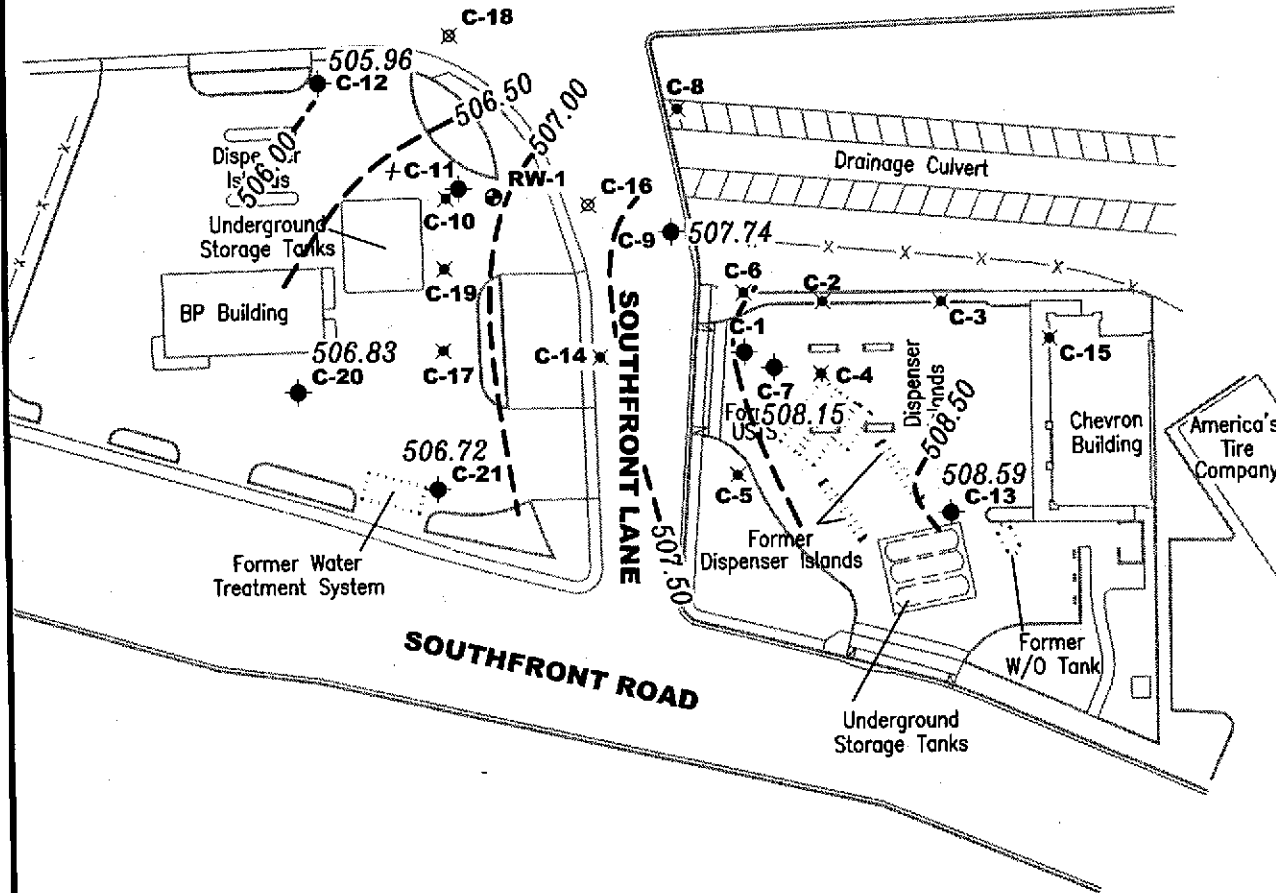 C-18
505.96
C-12
506.50
507.00
C-8
506.00
Underground
Storage Tanks
+C-11
RW-1
C-10
C-16
Drainage Culvert
C-9
507.74
C-19
BP Building
506.83
C-20
C-17
C-14
SOUTHFRONT LANE
C-6
C-2
C-3
C-1
C-7
C-4
508.15
Dispenser
508.50
C-15
Chevron
Building
America's
Tire
Company
506.72
C-21
C-5
508.59
C-13
Former Water
Treatment System
Former
Dispenser Islands
507.50
SOUTHFRONT ROAD
Former
W/O Tank
Underground
Storage Tanks